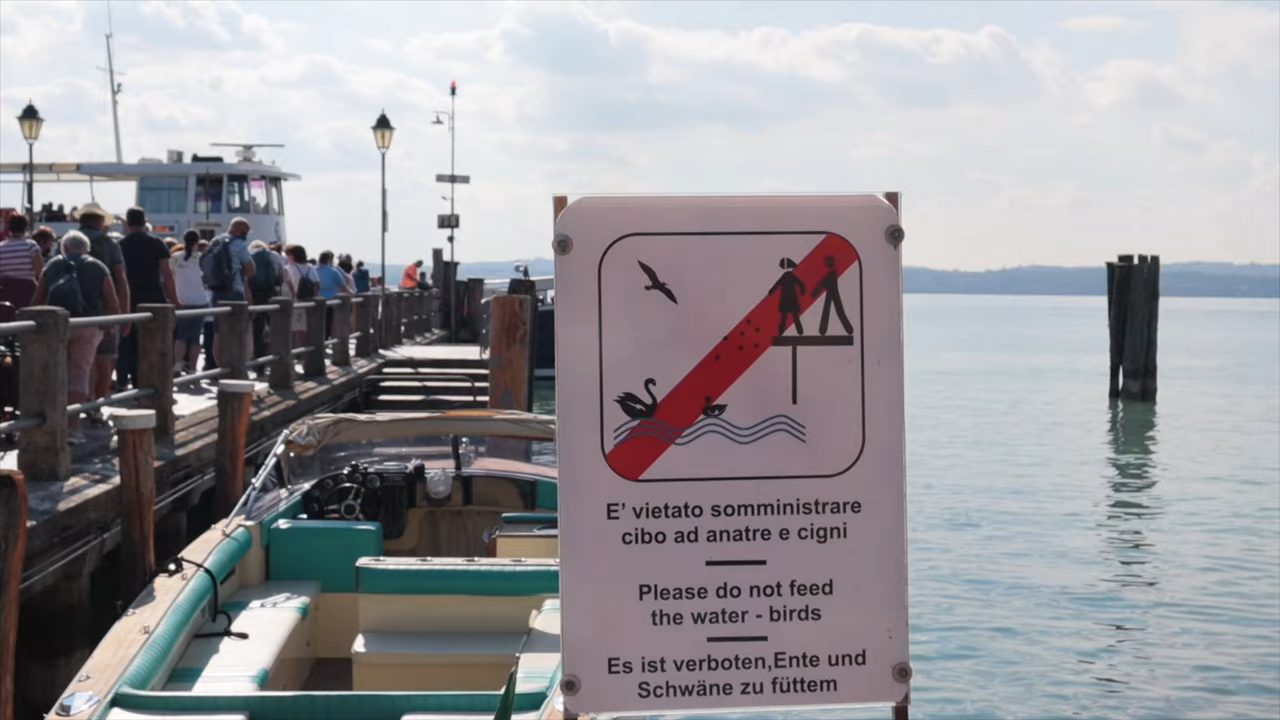 E' vietato somministrare
cibo ad anatre e cigni
Please do not feed
the water - birds
Es ist verboten,Ente und
Schwäne zu füttem